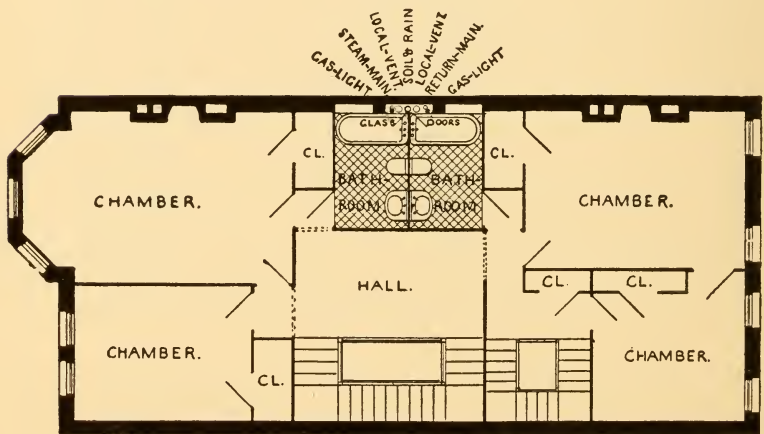 GAS-LIGHT
STEAM-MAIN.
LOCAL-VENT.
SOIL & RAIN
LOCAL-VENT
RETURN-MAIN.
GAS-LIGHT
GLASS DOORS
CL.
CL.
BATH-
ROOM
BATH-
ROOM
CHAMBER.
CHAMBER.
HALL.
CL.
CL.
CHAMBER.
CL.
CHAMBER.